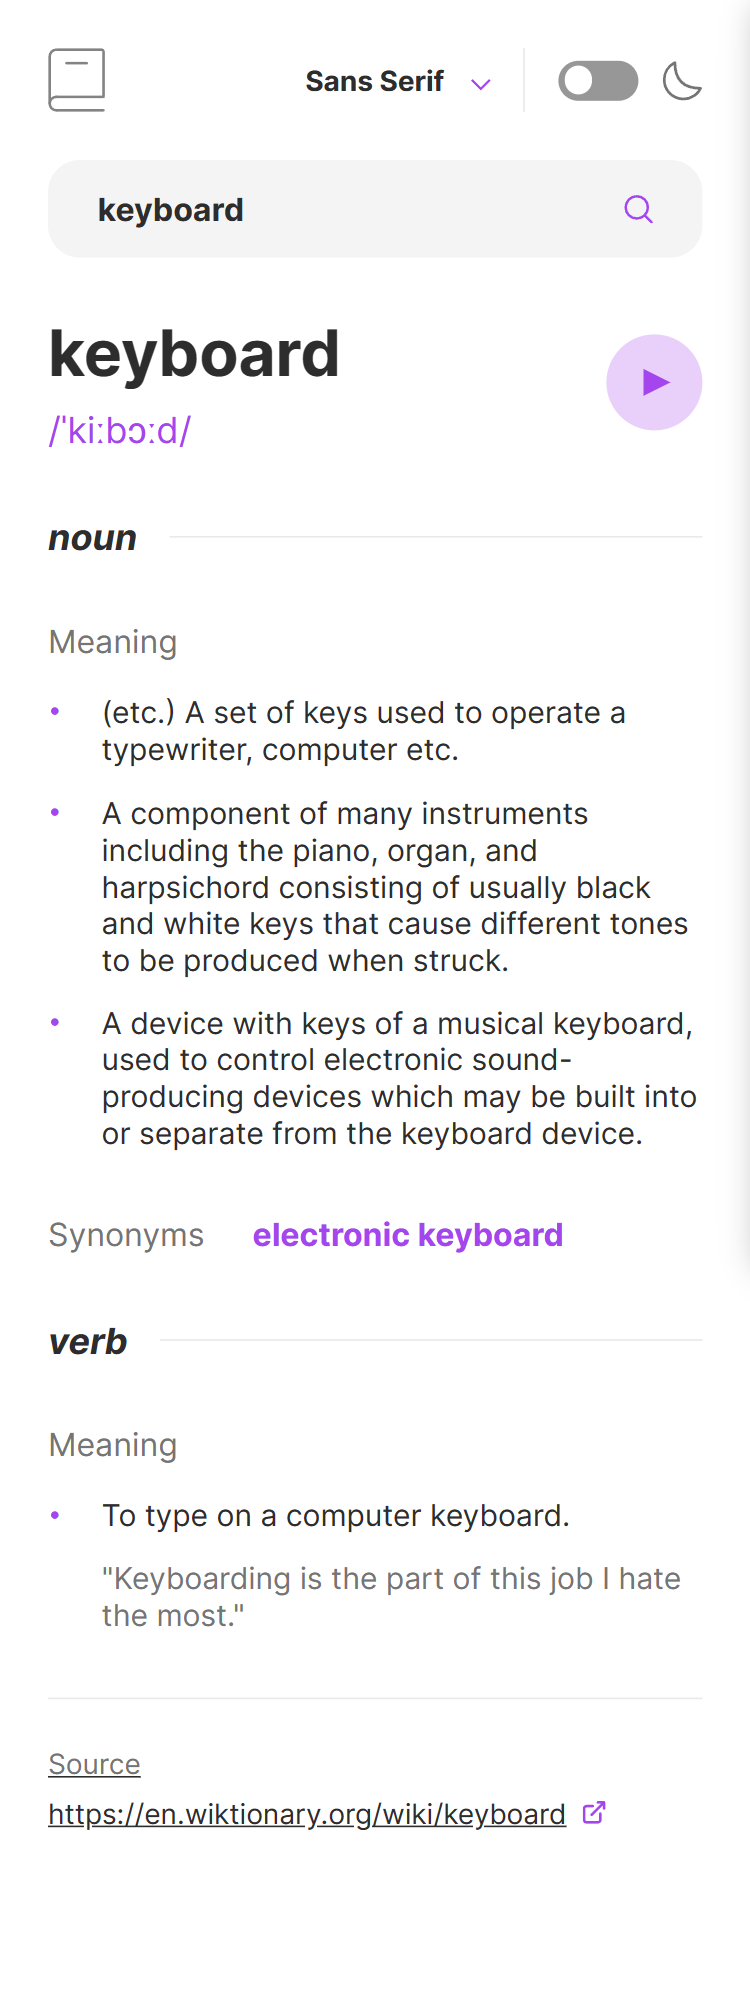 Sans Serif
keyboard
keyboard
/ˈkiːbɔːd/
noun
Meaning
(etc.) A set of keys used to operate a
typewriter, computer etc.
A component of many instruments
including the piano, organ, and
harpsichord consisting of usually black
and white keys that cause different tones
to be produced when struck.
A device with keys of a musical keyboard,
used to control electronic sound-
producing devices which may be built into
or separate from the keyboard device.
Synonyms electronic keyboard
verb
Meaning
To type on a computer keyboard.
"Keyboarding is the part of this job I hate
the most."
Source
https://en.wiktionary.org/wiki/keyboard